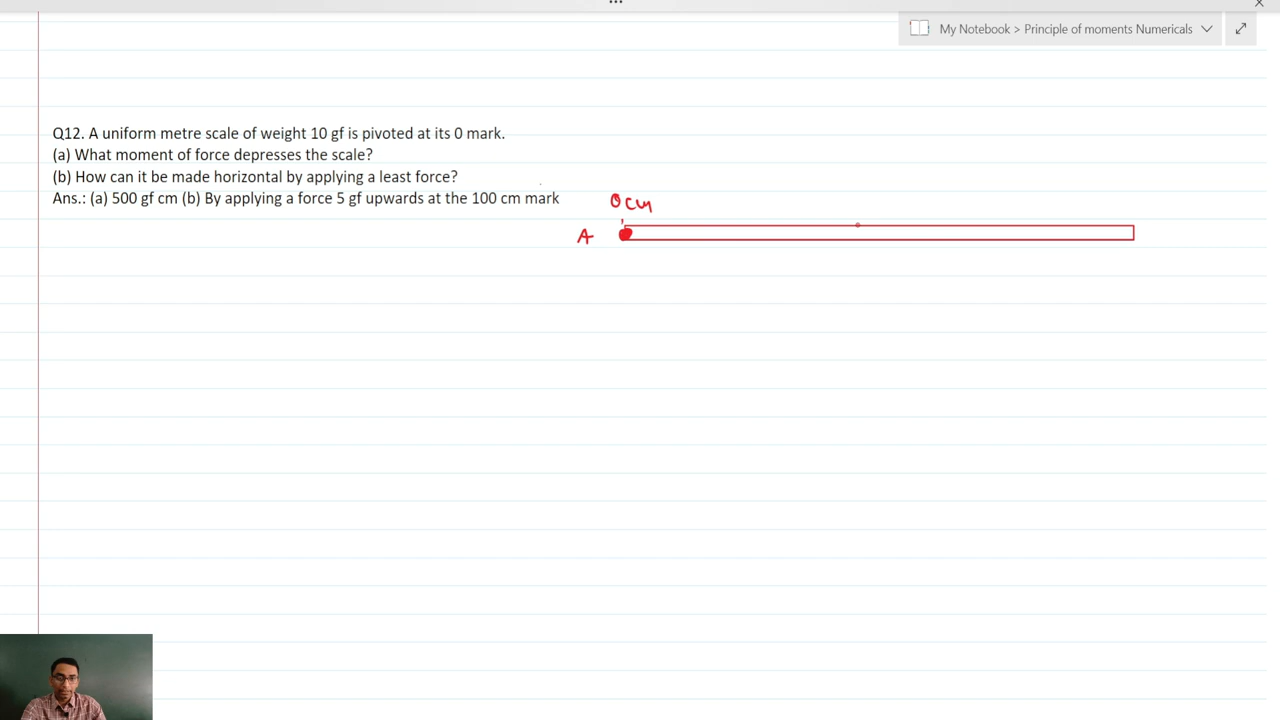 My Notebook > Principle of moments Numericals
Q12. A uniform metre scale of weight 10 gf is pivoted at its 0 mark.
(a) What moment of force depresses the scale?
(b) How can it be made horizontal by applying a least force?
Ans.: (a) 500 gf cm (b) By applying a force 5 gf upwards at the 100 cm mark
0 cm
A